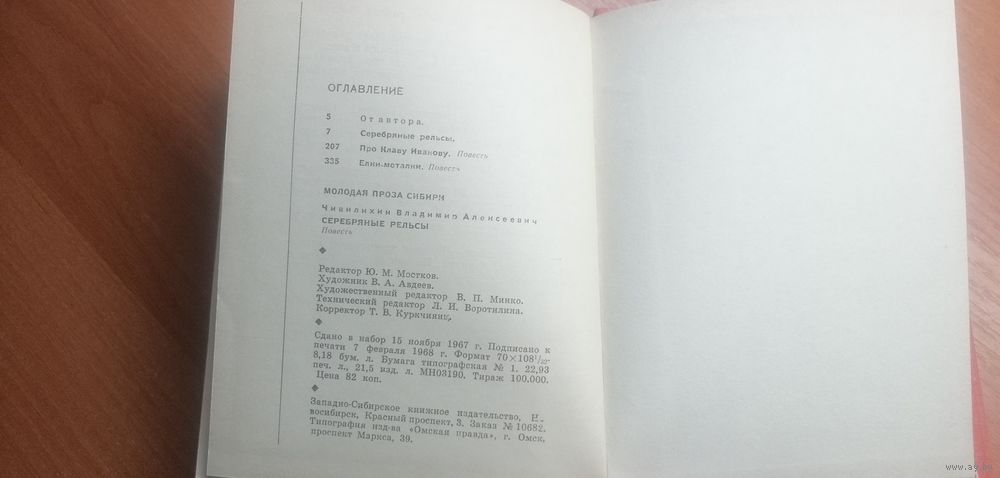 ОГЛАВЛЕНИЕ
5 От автора.
7 Серебряные рельсы.
207 Про Клаву Иванову. Повесть
335 Елки-моталки. Повесть
МОЛОДАЯ ПРОЗА СИБИРИ
Чивилихин Владимир Алексеевич
СЕРЕБРЯНЫЕ РЕЛЬСЫ
Повесть
Редактор Ю. М. Мостков.
Художник В. А. Авдеев.
Художественный редактор В. П. Минко.
Технический редактор Л. И. Воротилина.
Корректор Т. В.
Сдано в набор 15 ноября 1967 г. Подписано к
печати 7 февраля 1968 г. Формат 70×108¹/₃₂.
8,18 бум. л. Бумага типографская № 1. 22,93
печ. л., 21,5 изд. л. МН03190. Тираж 100.000.
Цена 82 коп.
Западно-Сибирское книжное издательство, Но-
восибирск, Красный проспект, 3. Заказ № 10682.
Типография изд-ва «Омская правда», г. Омск,
проспект Маркса, 39.